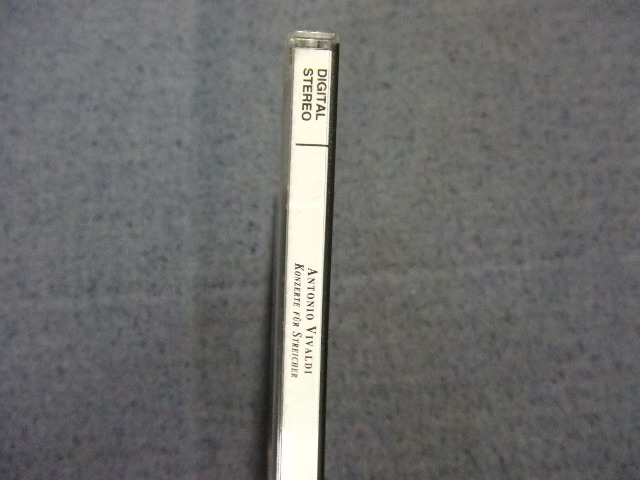 DIGITAL
STEREO
ANTONIO VIVALDI
KONZERTE FÜR STREICHER